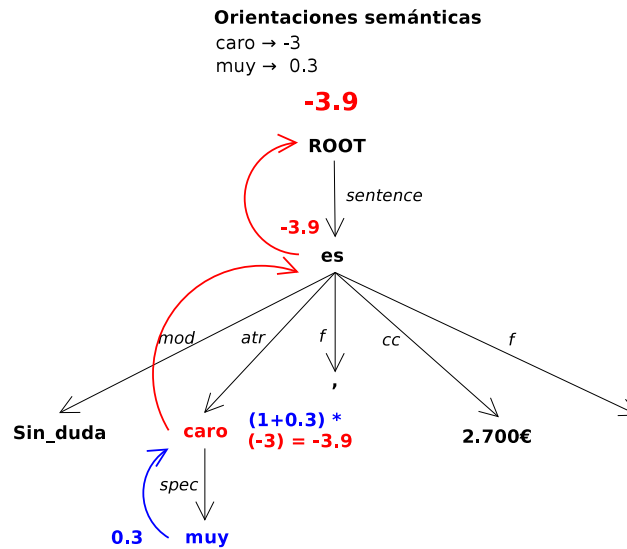 Orientaciones semánticas
caro → -3
muy → 0.3
-3.9
ROOT
sentence
-3.9
es
mod
atr
f
cc
f
,
Sin_duda
caro
(1+0.3) *
(-3) = -3.9
2.700€
spec
0.3
muy